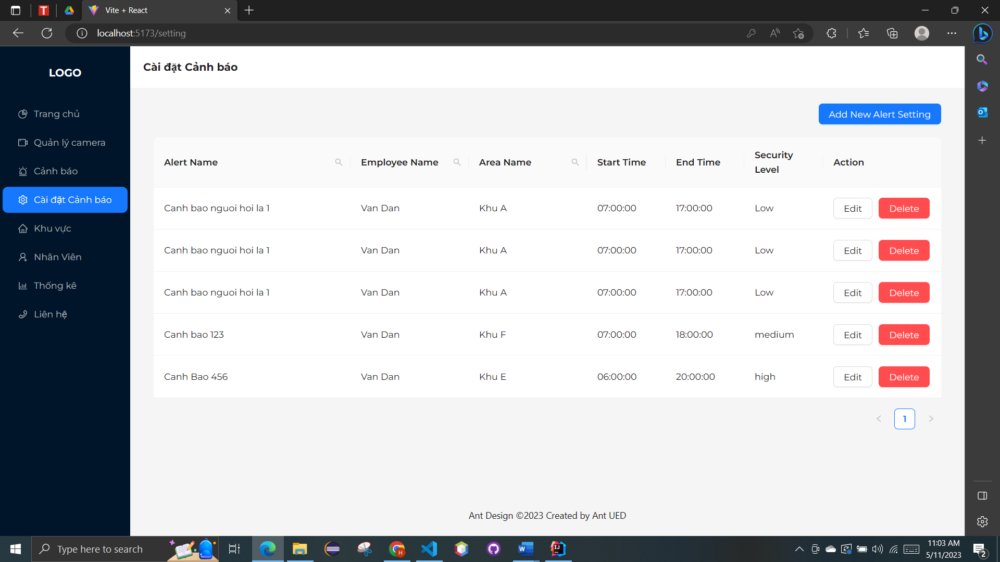 Vite + React
localhost:5173/setting
LOGO
Trang chủ
Quản lý camera
Cảnh báo
Cài đặt Cảnh báo
Khu vực
Nhân Viên
Thống kê
Liên hệ
Cài đặt Cảnh báo
Add New Alert Setting
Alert Name Employee Name Area Name Start Time End Time Security Level Action
Canh bao nguoi hoi la 1 Van Dan Khu A 07:00:00 17:00:00 Low Edit Delete
Canh bao nguoi hoi la 1 Van Dan Khu A 07:00:00 17:00:00 Low Edit Delete
Canh bao nguoi hoi la 1 Van Dan Khu A 07:00:00 17:00:00 Low Edit Delete
Canh bao 123 Van Dan Khu F 07:00:00 18:00:00 medium Edit Delete
Canh Bao 456 Van Dan Khu E 06:00:00 20:00:00 high Edit Delete
1
Ant Design ©2023 Created by Ant UED
Type here to search
11:03 AM
5/11/2023
2